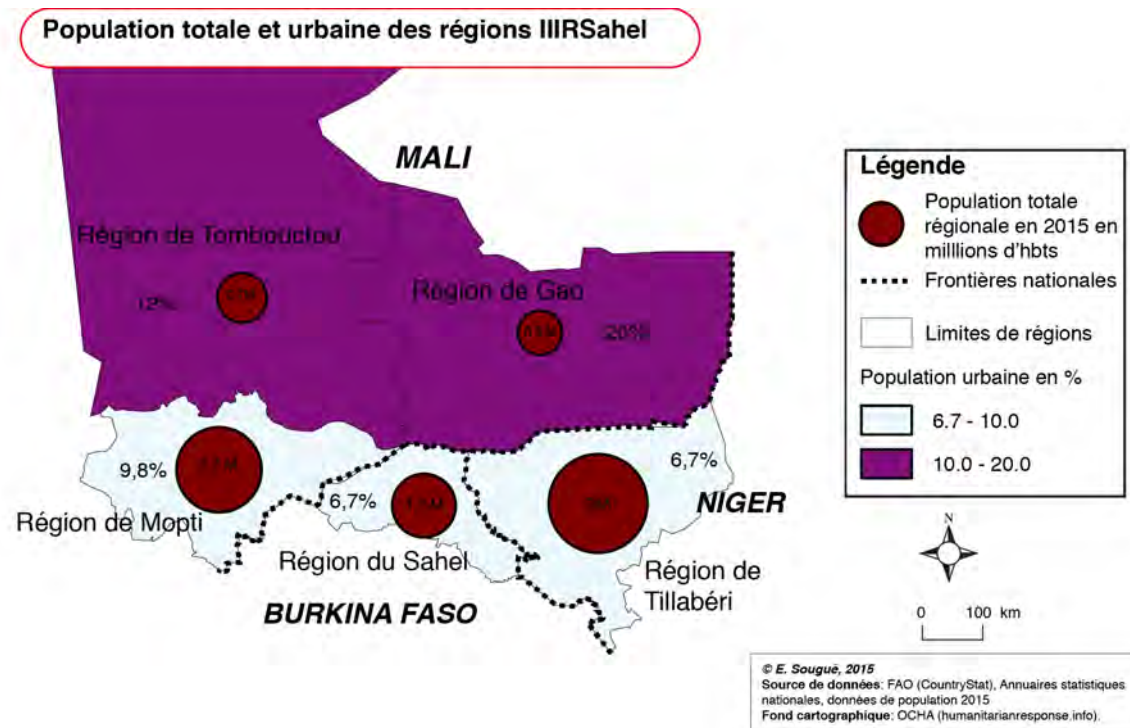 Population totale et urbaine des régions IIIRSahel
MALI
Région de Tombouctou
12%
Région de Gao
20%
9,8%
Région de Mopti
6,7%
Région du Sahel
BURKINA FASO
6,7%
NIGER
Région de
Tillabéri
Légende
Population totale
régionale en 2015 en
milllions d'hbts
Frontières nationales
Limites de régions
Population urbaine en %
6.7 - 10.0
10.0 - 20.0
N
0 100 km
© E. Sougué, 2015
Source de données: FAO (CountryStat), Annuaires statistiques
nationales, données de population 2015
Fond cartographique: OCHA (humanitarianresponse.info)